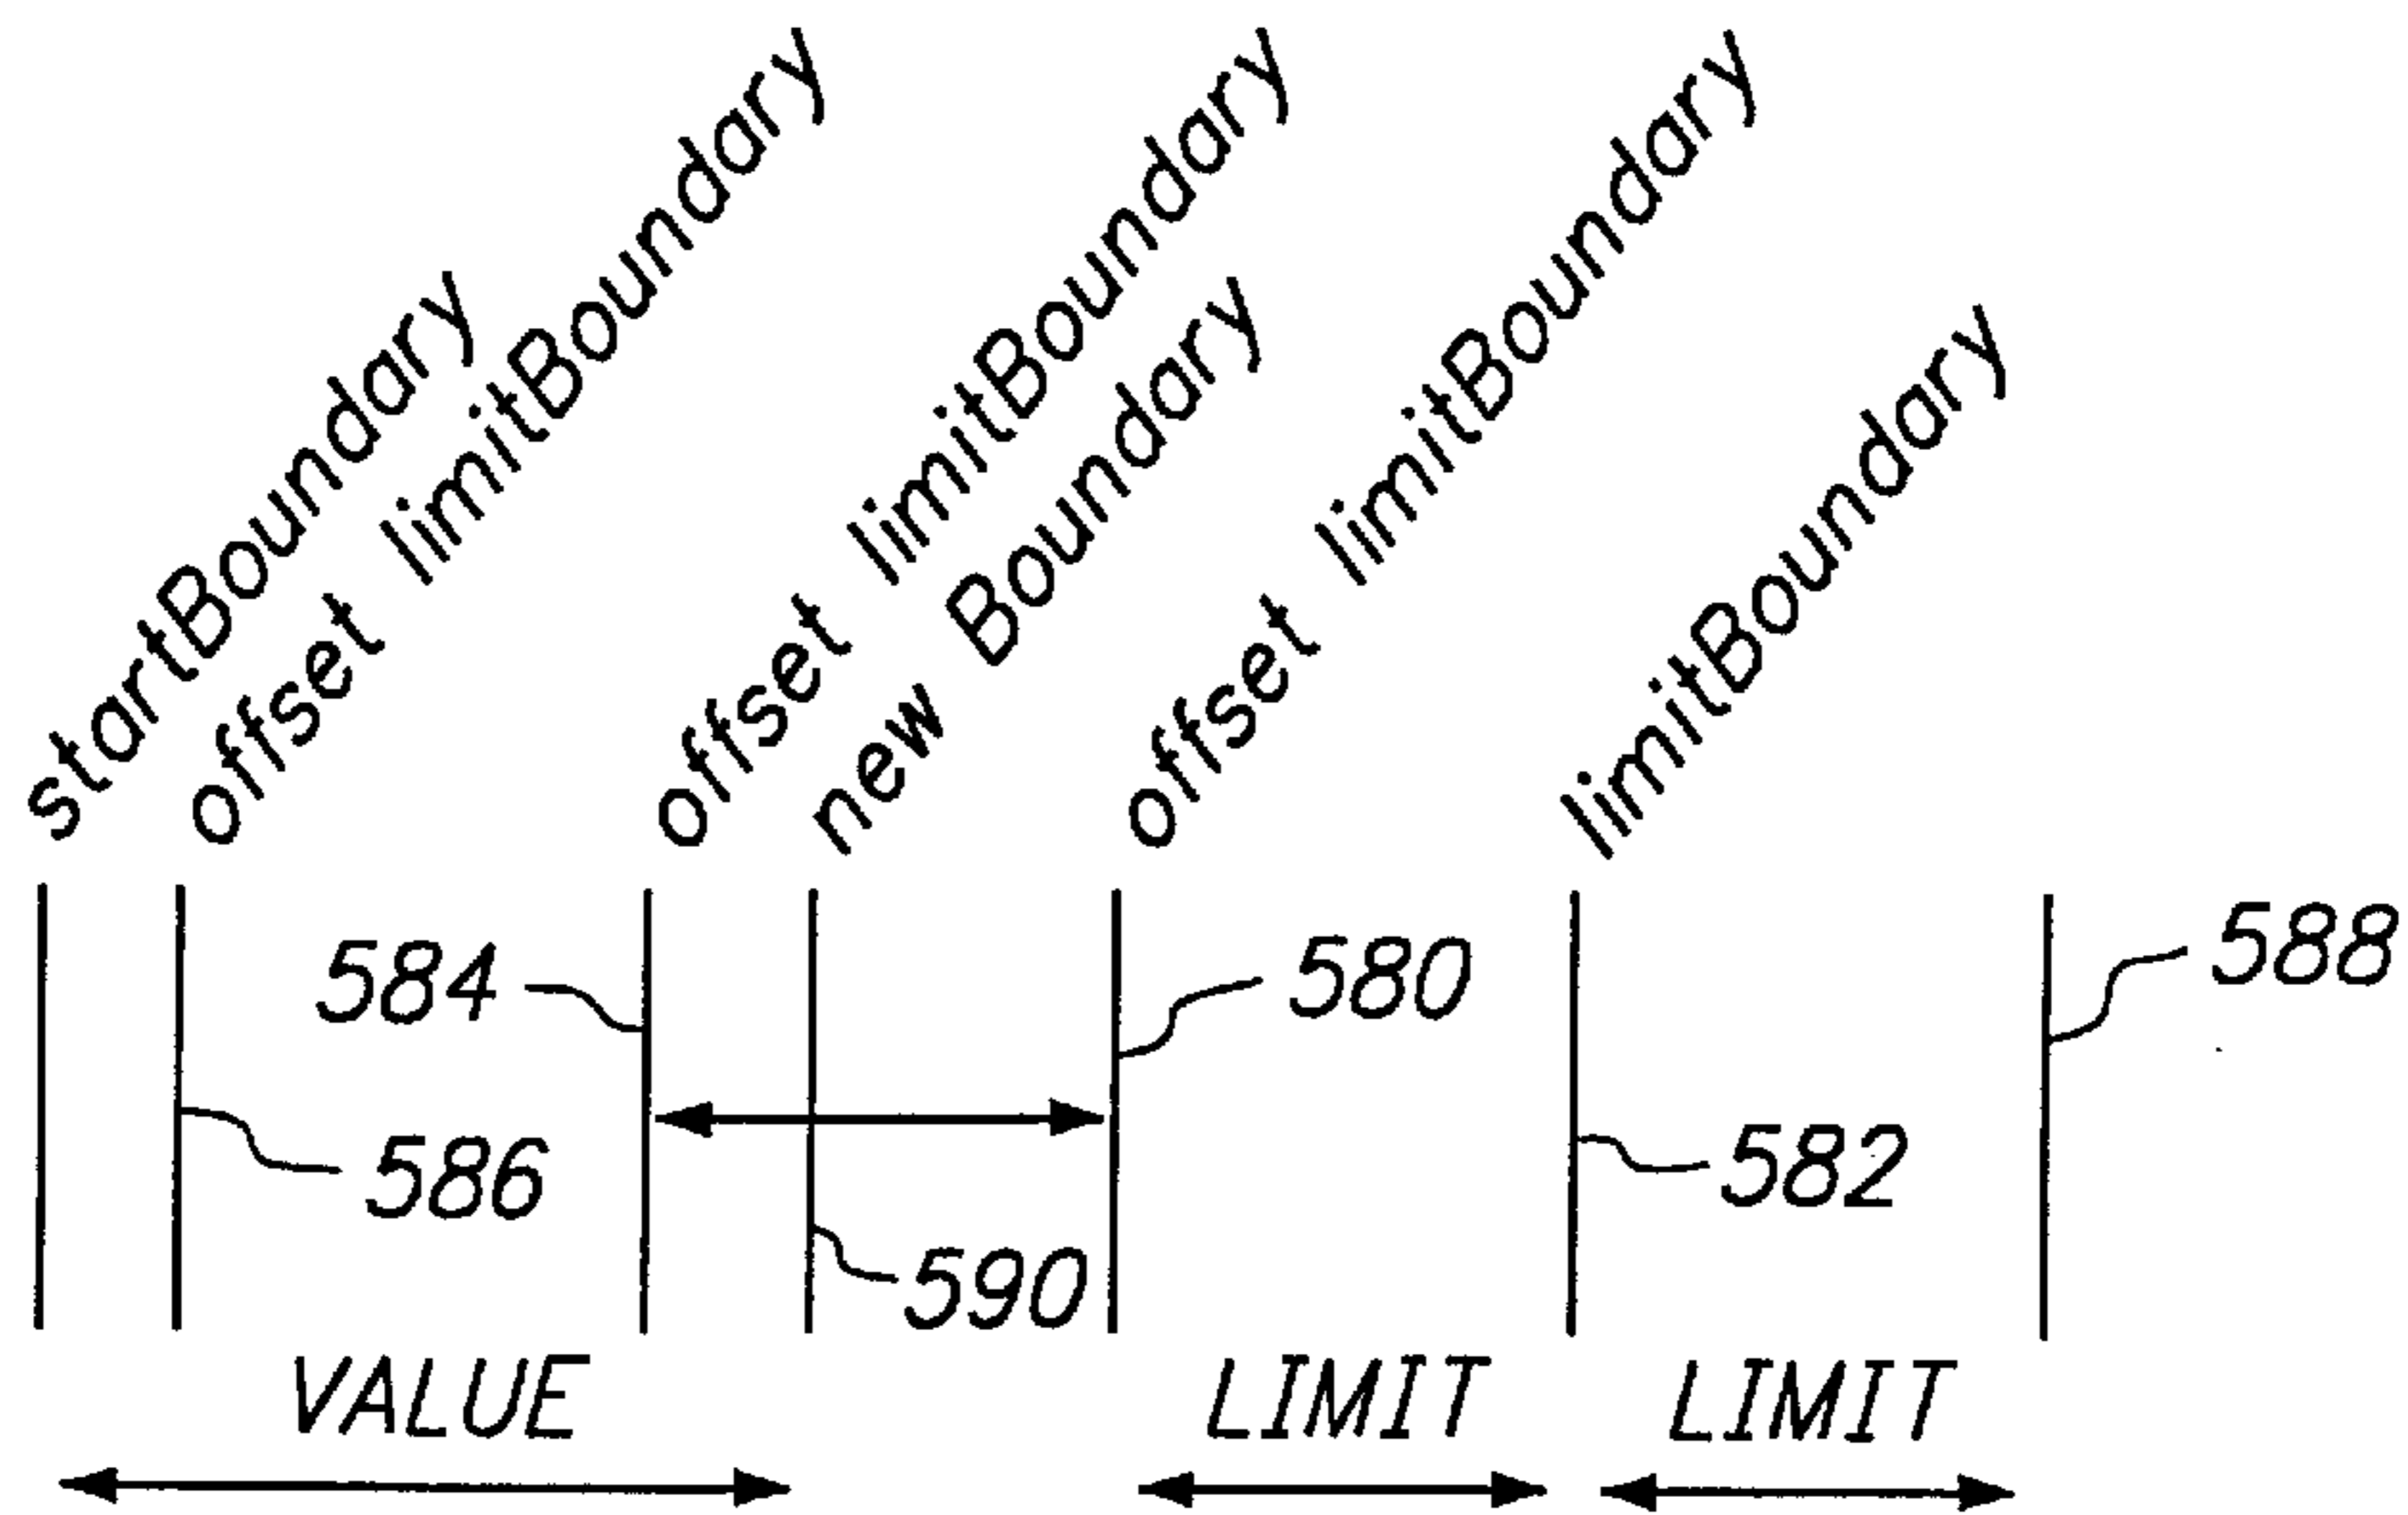 startBoundary
offset limitBoundary
offset limitBoundary
new Boundary
offset limitBoundary
limitBoundary
584
580
588
586
582
590
VALUE
LIMIT
LIMIT